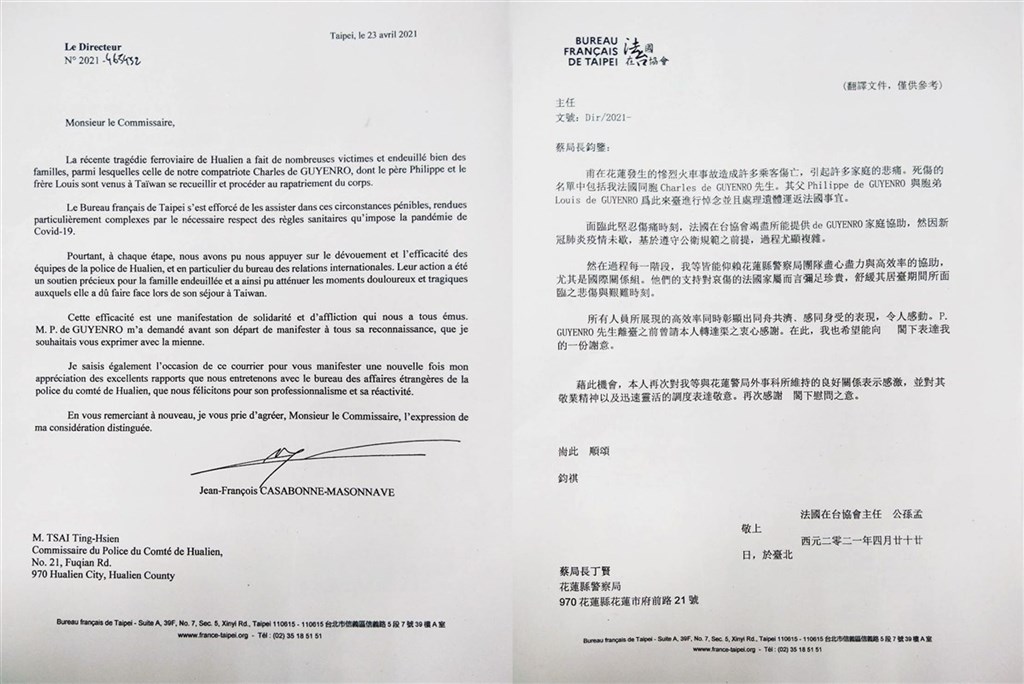 Le Directeur
N° 2021
Taipei, le 23 avril 2021
Monsieur le Commissaire,
La récente tragédie ferroviaire de Hualien a fait de nombreuses victimes et endeuillé bien des
familles, parmi lesquelles celle de notre compatriote Charles de GUYENRO, dont le père Philippe et le
frère Louis sont venus à Taïwan se recueillir et procéder au rapatriement du corps.
Le Bureau français de Taipei s'est efforcé de les assister dans ces circonstances pénibles, rendues
particulièrement complexes par le nécessaire respect des règles sanitaires qu'impose la pandémie de
Covid-19.
Pourtant, à chaque étape, nous avons pu nous appuyer sur le dévouement et l'efficacité des
équipes de la police de Hualien, et en particulier du bureau des relations internationales. Leur action a été
un soutien précieux pour la famille endeuillée et a ainsi pu atténuer les moments douloureux et tragiques
auxquels elle a dû faire face lors de son séjour à Taiwan.
Cette efficacité est une manifestation de solidarité et d'affliction qui nous a tous émus.
M. P. de GUYENRO m'a demandé avant son départ de manifester à tous sa reconnaissance, que je
souhaitais vous exprimer avec la mienne.
Je saisis également l'occasion de ce courrier pour vous manifester une nouvelle fois mon
appréciation des excellents rapports que nous entretenons avec le bureau des affaires étrangères de la
police du comté de Hualien, que nous félicitons pour son professionnalisme et sa réactivité.
En vous remerciant à nouveau, je vous prie d'agréer, Monsieur le Commissaire, l'expression de
ma considération distinguée.
Jean-François CASABONNE-MASONNAVE
M. TSAI Ting-Hsien
Commissaire du Police du Comté de Hualien,
No. 21, Fuqian Rd.
970 Hualien City, Hualien County
Bureau français de Taipei - Suite A, 39F, No. 7, Sec. 5, Xinyi Rd., Taipei 110615 - 110615 台北市信義區信義路 5 段 7 號 39 樓 A 室
www.france-taipei.org - Tél : (02) 35 18 51 51
BUREAU
FRANÇAIS
DE TAIPEI
法國
在台協會
(翻譯文件，僅供參考)
主任
文號：Dir/2021-
蔡局長鈞鑒：
甫在花蓮發生的慘烈火車事故造成許多乘客傷亡，引起許多家庭的悲痛。死傷的
名單中包括我法國同胞 Charles de GUYENRO 先生。其父 Philippe de GUYENRO 與胞弟
Louis de GUYENRO 爲此來臺進行悼念並且處理遺體運返法國事宜。
面臨此堅忍傷痛時刻，法國在台協會竭盡所能提供 de GUYENRO 家庭協助，然因新
冠肺炎疫情未歇，基於遵守公衛規範之前提，過程尤顯複雜。
然在過程每一階段，我等皆能仰賴花蓮縣警察局團隊盡心盡力與高效率的協助，
尤其是國際關係組。他們的支持對哀傷的法國家屬而言彌足珍貴，舒緩其居臺期間所面
臨之悲傷與艱難時刻。
所有人員所展現的高效率同時彰顯出同舟共濟、感同身受的表現，令人感動。P.
GUYENRO 先生離臺之前曾請本人轉達渠之衷心感謝。在此，我也希望能向　閣下表達我
的一份謝意。
藉此機會，本人再次對我等與花蓮警局外事科所維持的良好關係表示感激，並對其
敬業精神以及迅速靈活的調度表達敬意。再次感謝　閣下慰問之意。
耑此　順頌
鈞祺
法國在台協會主任　公孫孟
敬上
西元二零二一年四月廿十廿
日，於臺北
蔡局長丁賢
花蓮縣警察局
970 花蓮縣花蓮市府前路 21 號
Bureau français de Taipei - Suite A, 39F, No. 7, Sec. 5, Xinyi Rd., Taipei 110615 - 110615 台北市信義區信義路 5 段 7 號 39 樓 A 室
www.france-taipei.org - Tél : (02) 35 18 51 51